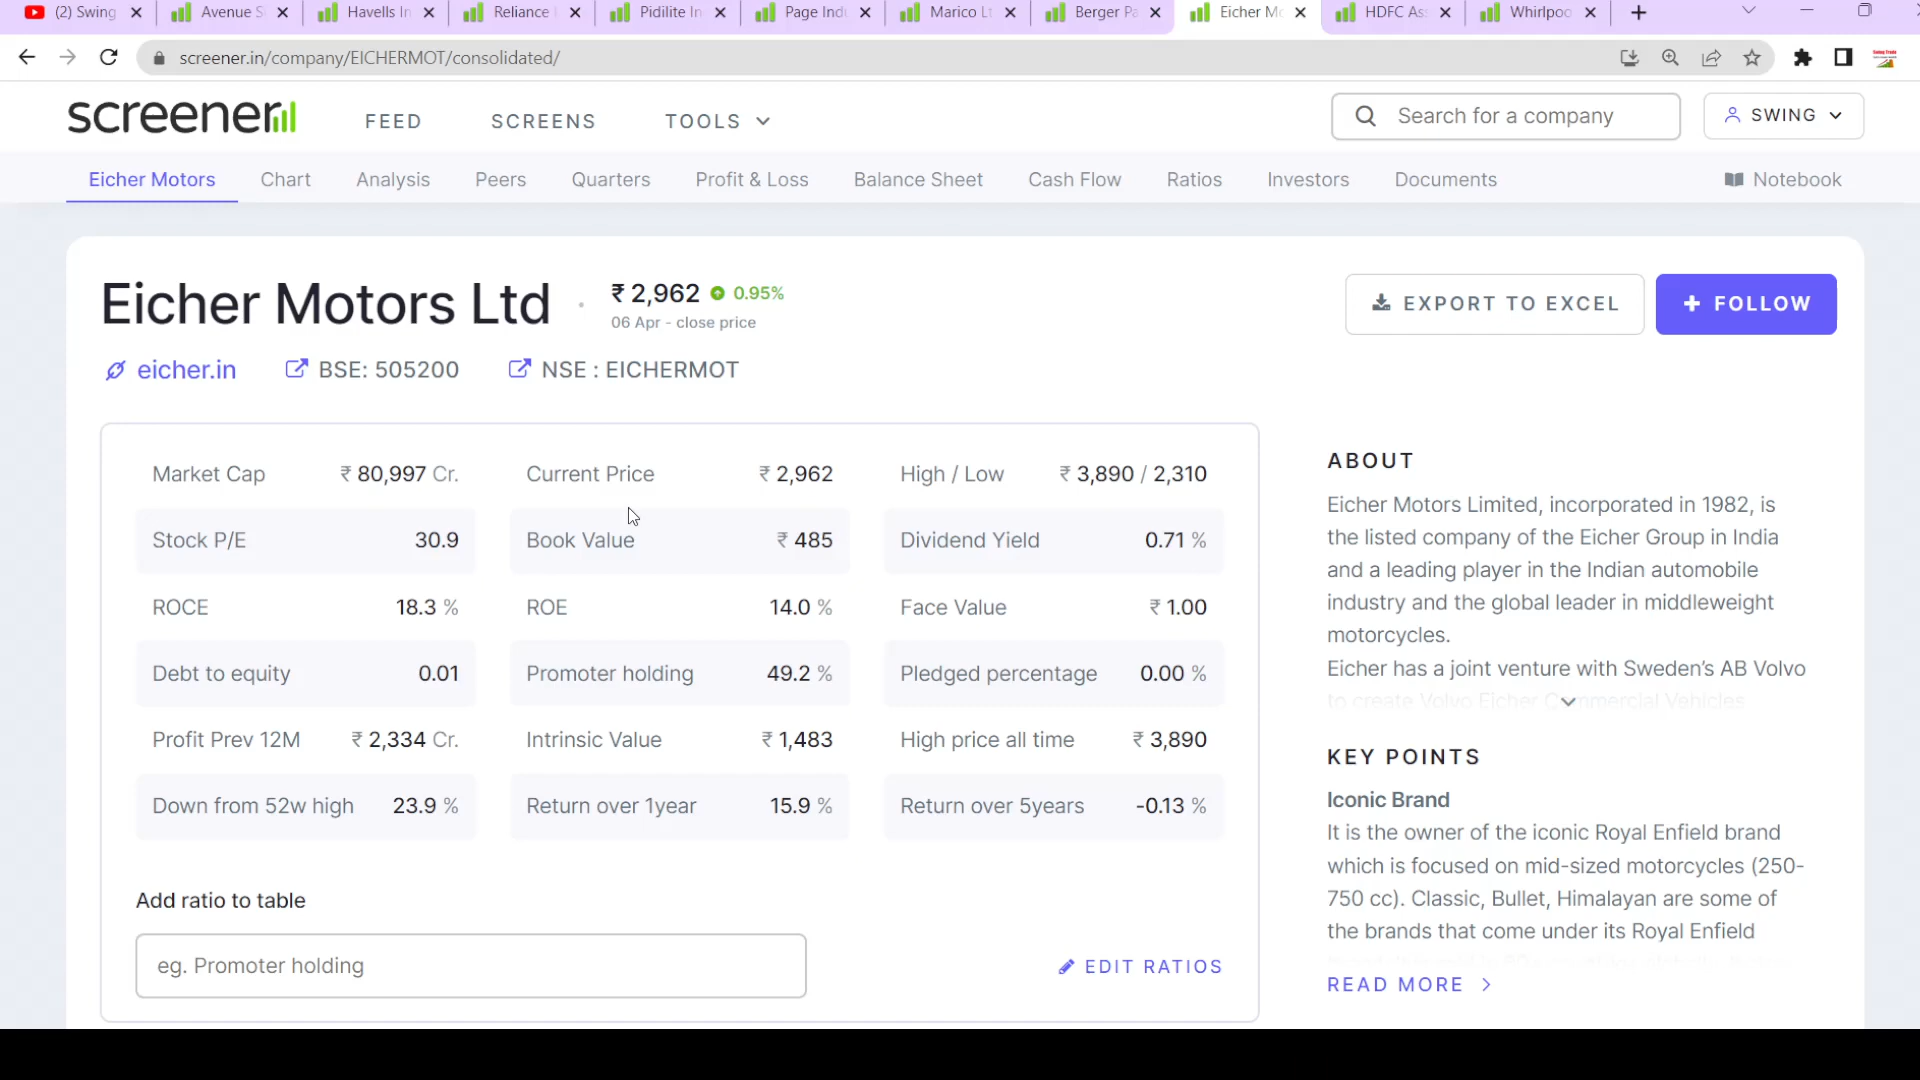 (2) Swing
Avenue S
Havells In
Reliance I
Pidilite In
Page Indu
Marico Lt
Berger Pa
Eicher Mo
HDFC As
Whirlpoo
screener.in/company/EICHERMOT/consolidated/
screener
FEED
SCREENS
TOOLS
Search for a company
SWING
Eicher Motors
Chart
Analysis
Peers
Quarters
Profit & Loss
Balance Sheet
Cash Flow
Ratios
Investors
Documents
Notebook
Eicher Motors Ltd
₹ 2,962 0.95%
06 Apr - close price
EXPORT TO EXCEL
+ FOLLOW
eicher.in
BSE: 505200
NSE : EICHERMOT
Market Cap ₹ 80,997 Cr.
Current Price ₹ 2,962
High / Low ₹ 3,890 / 2,310
Stock P/E 30.9
Book Value ₹ 485
Dividend Yield 0.71 %
ROCE 18.3 %
ROE 14.0 %
Face Value ₹ 1.00
Debt to equity 0.01
Promoter holding 49.2 %
Pledged percentage 0.00 %
Profit Prev 12M ₹ 2,334 Cr.
Intrinsic Value ₹ 1,483
High price all time ₹ 3,890
Down from 52w high 23.9 %
Return over 1year 15.9 %
Return over 5years -0.13 %
Add ratio to table
eg. Promoter holding
EDIT RATIOS
ABOUT
Eicher Motors Limited, incorporated in 1982, is
the listed company of the Eicher Group in India
and a leading player in the Indian automobile
industry and the global leader in middleweight
motorcycles.
Eicher has a joint venture with Sweden's AB Volvo
to create Volvo Eicher Commercial Vehicles
KEY POINTS
Iconic Brand
It is the owner of the iconic Royal Enfield brand
which is focused on mid-sized motorcycles (250-
750 cc). Classic, Bullet, Himalayan are some of
the brands that come under its Royal Enfield
READ MORE